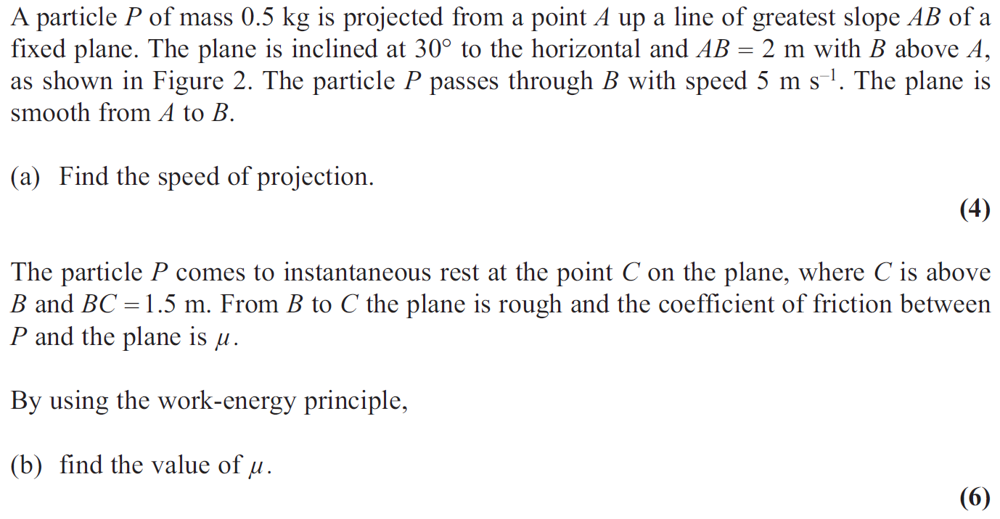 A particle P of mass 0.5 kg is projected from a point A up a line of greatest slope AB of a
fixed plane. The plane is inclined at 30° to the horizontal and AB = 2 m with B above A,
as shown in Figure 2. The particle P passes through B with speed 5 m s⁻¹. The plane is
smooth from A to B.
(a) Find the speed of projection.
(4)
The particle P comes to instantaneous rest at the point C on the plane, where C is above
B and BC = 1.5 m. From B to C the plane is rough and the coefficient of friction between
P and the plane is μ.
By using the work-energy principle,
(b) find the value of μ.
(6)